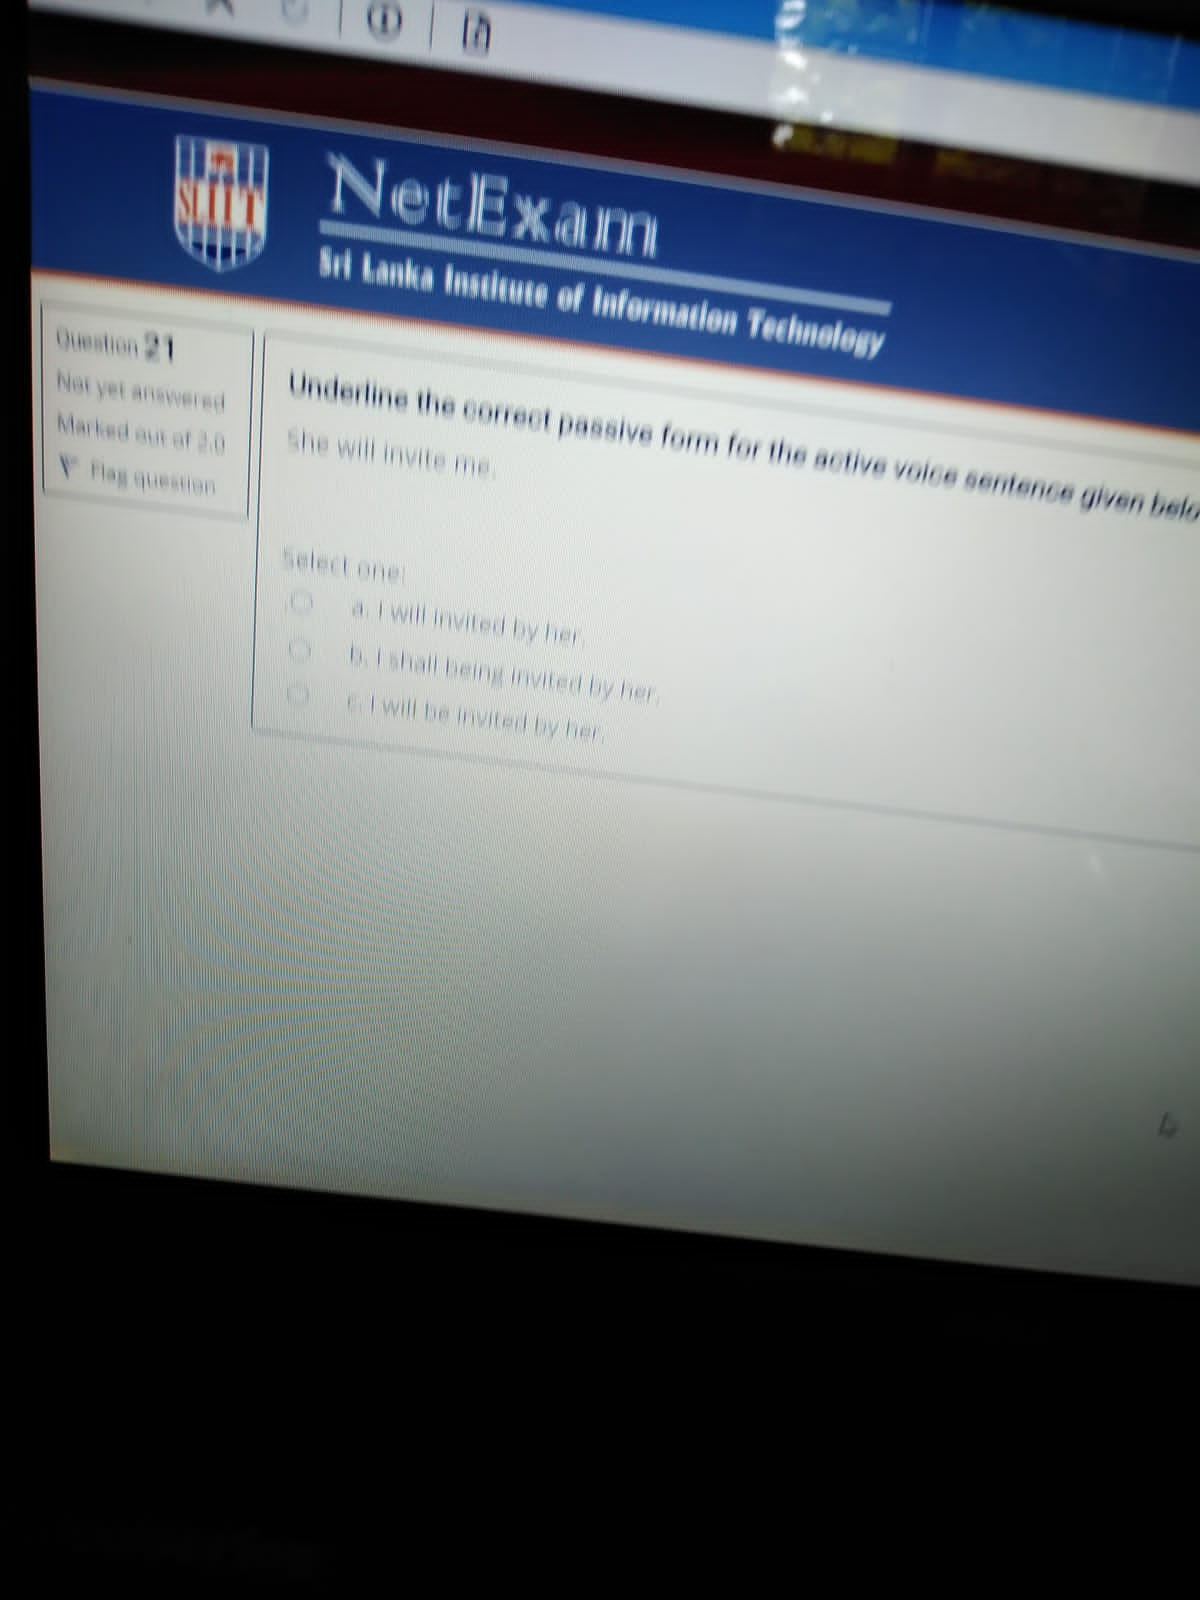 SLIIT
NetExam
Sri Lanka Institute of Information Technology
Question 21
Not yet answered
Marked out of 2.0
Flag question
Underline the correct passive form for the active voice sentence given belo
She will invite me.
Select one:
a. I will invited by her.
b. I shall being invited by her.
c. I will be invited by her.